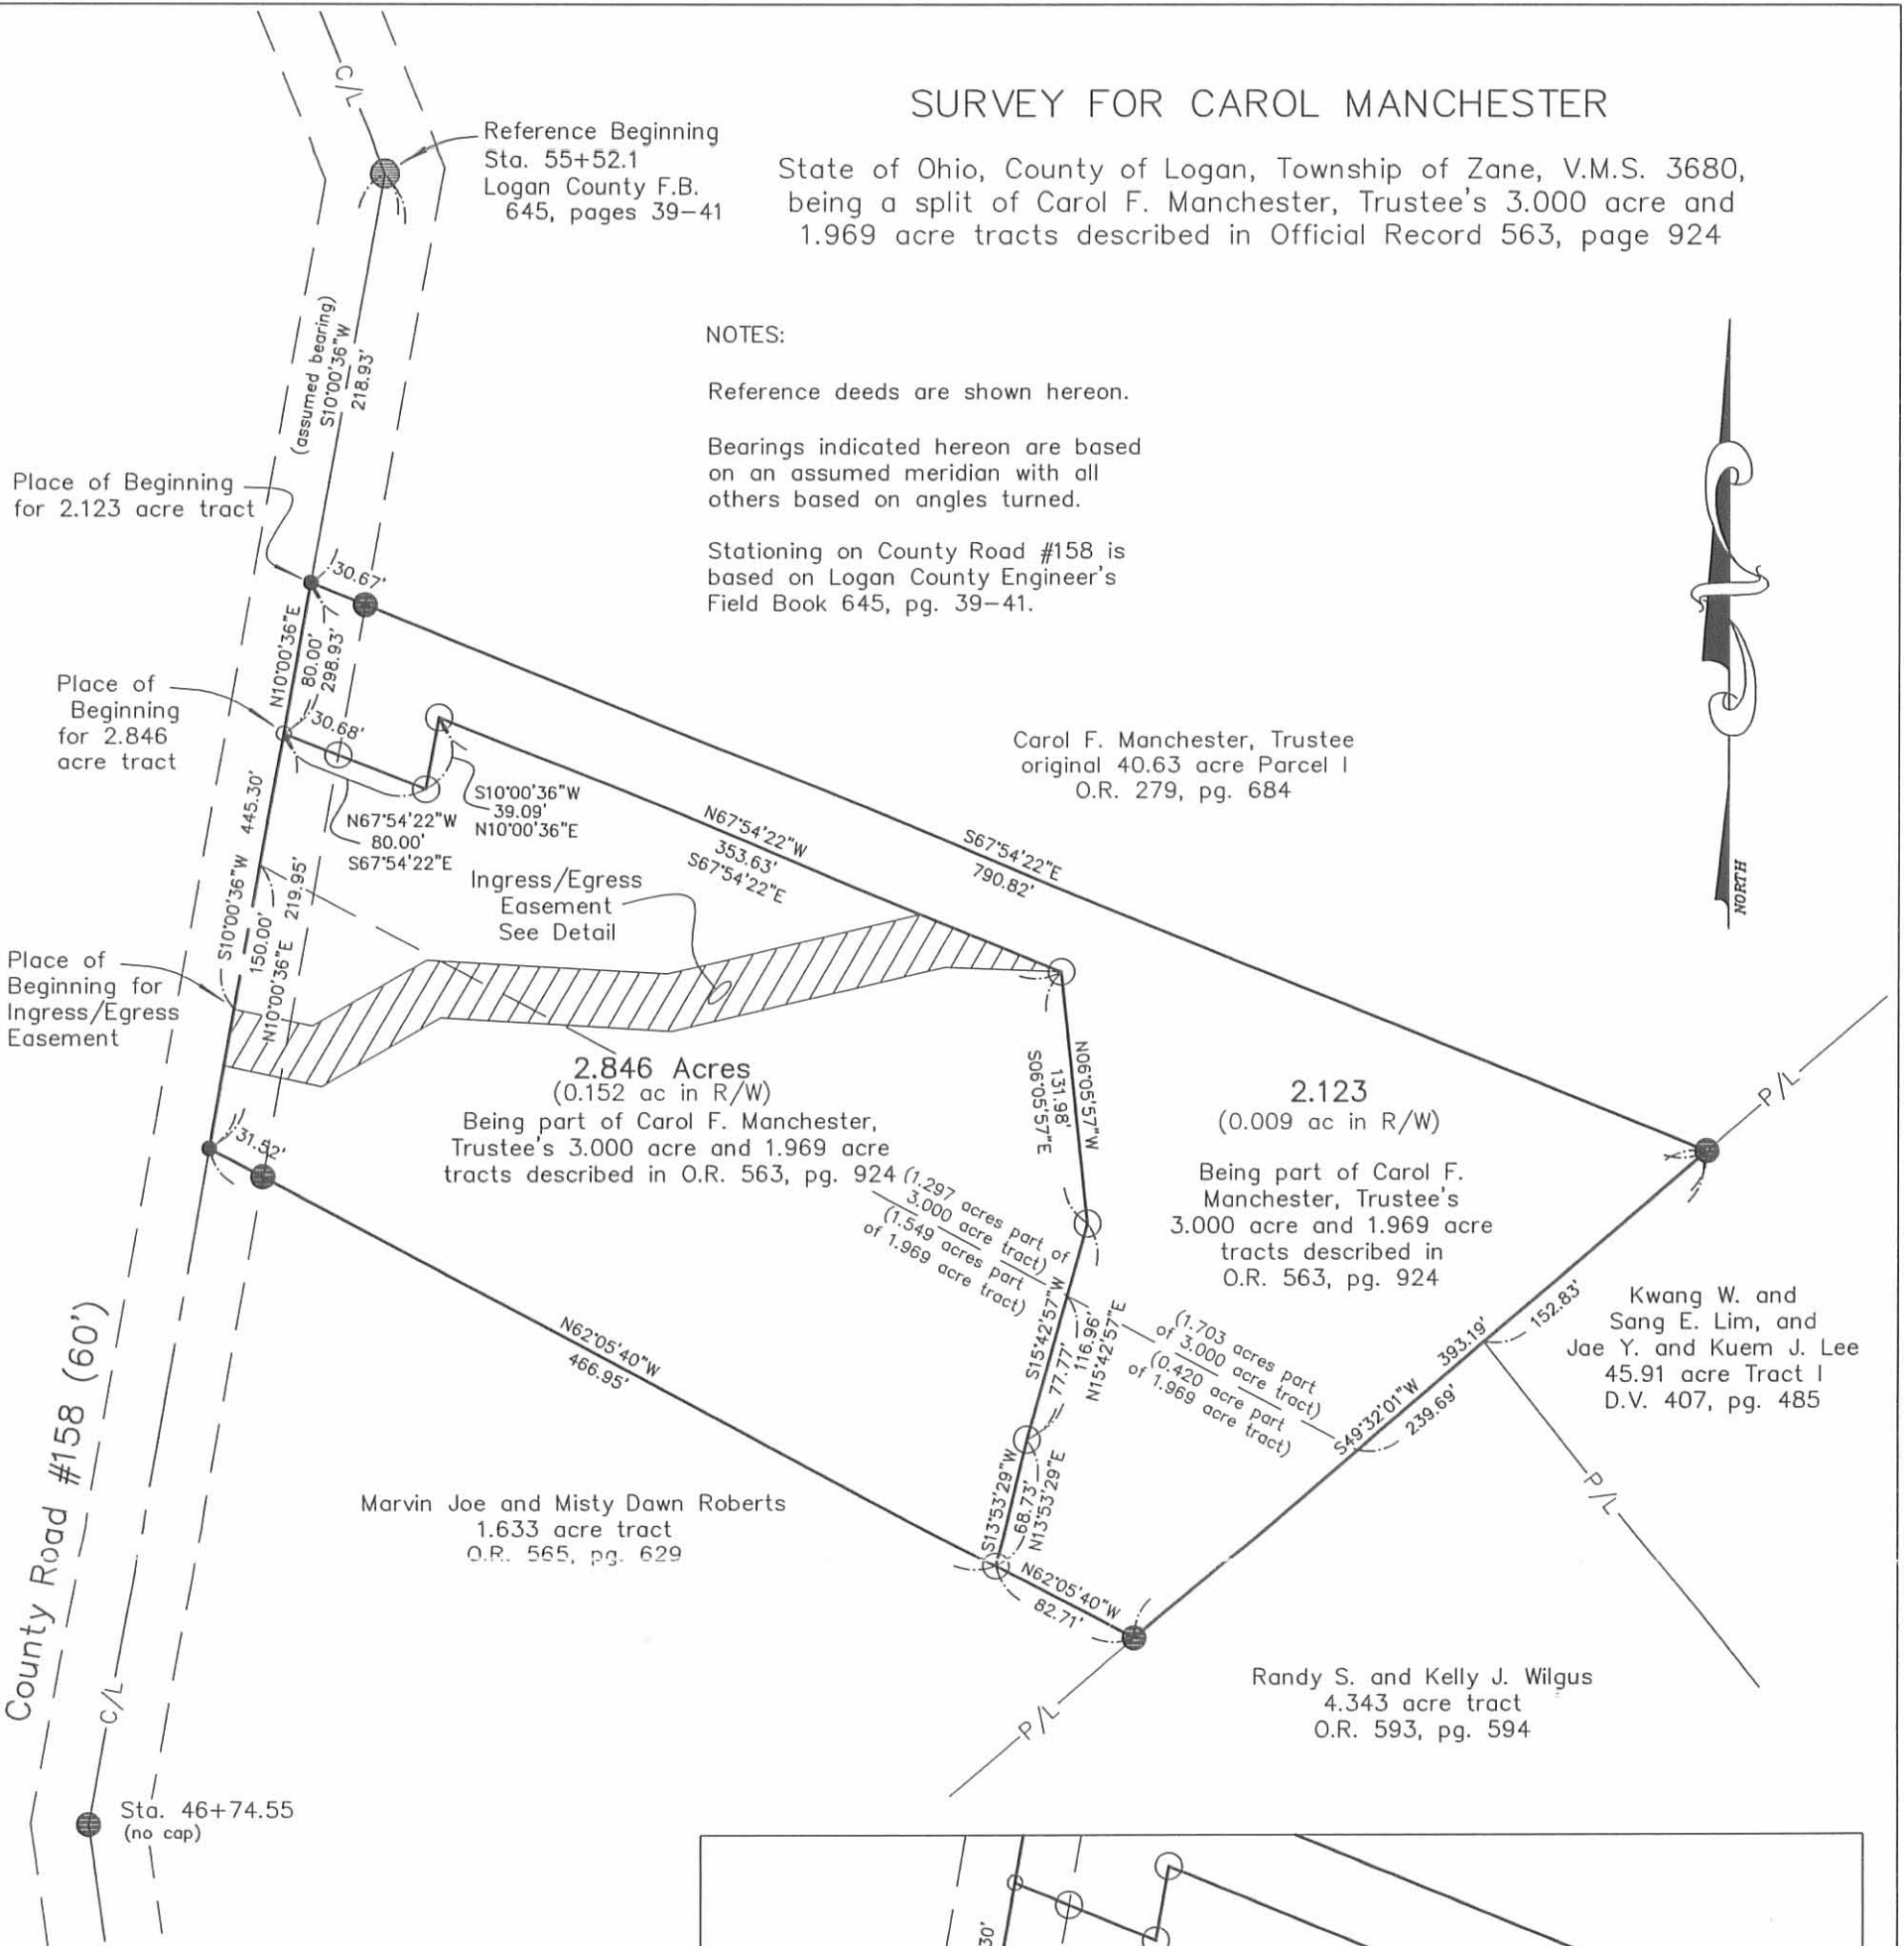 SURVEY FOR CAROL MANCHESTER
State of Ohio, County of Logan, Township of Zane, V.M.S. 3680,
being a split of Carol F. Manchester, Trustee's 3.000 acre and
1.969 acre tracts described in Official Record 563, page 924
C/L
Reference Beginning
Sta. 55+52.1
Logan County F.B.
645, pages 39-41
(assumed bearing)
S10°00'36"W
218.93'
NOTES:
Reference deeds are shown hereon.
Bearings indicated hereon are based
on an assumed meridian with all
others based on angles turned.
Stationing on County Road #158 is
based on Logan County Engineer's
Field Book 645, pg. 39-41.
NORTH
Place of Beginning
for 2.123 acre tract
30.67'
N10°00'36"E
80.00'
298.93'
Place of
Beginning
for 2.846
acre tract
30.68'
S10°00'36"W
39.09'
N10°00'36"E
N67°54'22"W
80.00'
S67°54'22"E
Carol F. Manchester, Trustee
original 40.63 acre Parcel I
O.R. 279, pg. 684
N67°54'22"W
353.63'
S67°54'22"E
S67°54'22"E
790.82'
Ingress/Egress
Easement
See Detail
S10°00'36"W 445.30'
150.00'
N10°00'36"E 219.95'
Place of
Beginning for
Ingress/Egress
Easement
2.846 Acres
(0.152 ac in R/W)
Being part of Carol F. Manchester,
Trustee's 3.000 acre and 1.969 acre
tracts described in O.R. 563, pg. 924
N06°05'57"W
131.98'
S06°05'57"E
2.123
(0.009 ac in R/W)
Being part of Carol F.
Manchester, Trustee's
3.000 acre and 1.969 acre
tracts described in
O.R. 563, pg. 924
P/L
31.52'
(1.297 acres part of
3.000 acre tract)
(1.549 acres part
of 1.969 acre tract)
S15°42'57"W
77.77'
116.96'
N15°42'57"E
(1.703 acres part
of 3.000 acre tract)
(0.420 acre part
of 1.969 acre tract)
393.19'
152.83'
S49°32'01"W
239.69'
Kwang W. and
Sang E. Lim, and
Jae Y. and Kuem J. Lee
45.91 acre Tract I
D.V. 407, pg. 485
P/L
N62°05'40"W
466.95'
S13°53'29"W
68.73'
N13°53'29"E
N62°05'40"W
82.71'
Marvin Joe and Misty Dawn Roberts
1.633 acre tract
O.R. 565, pg. 629
Randy S. and Kelly J. Wilgus
4.343 acre tract
O.R. 593, pg. 594
P/L
County Road #158 (60')
C/L
Sta. 46+74.55
(no cap)
30'